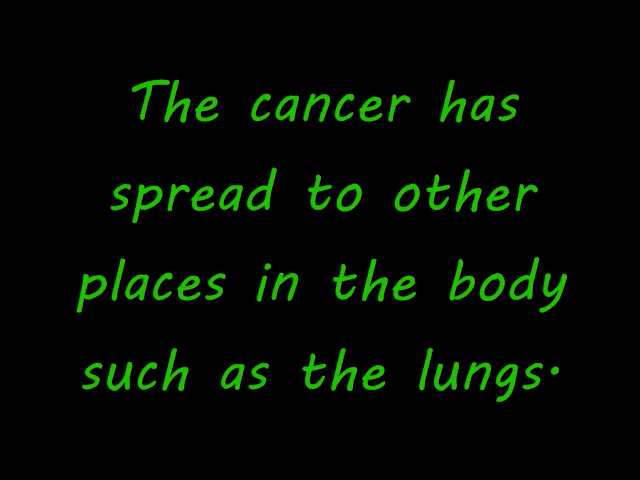 The cancer has
spread to other
places in the body
such as the lungs.